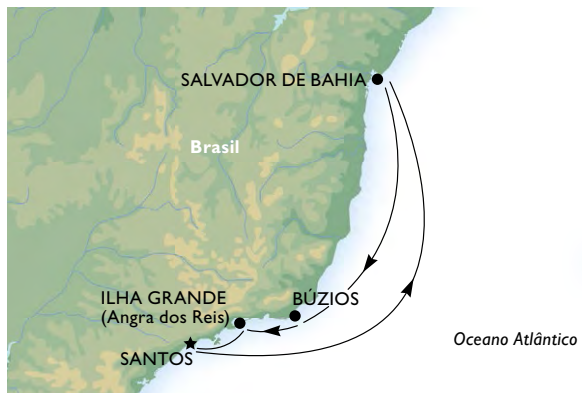 SALVADOR DE BAHIA
Brasil
ILHA GRANDE
(Angra dos Reis)
BÚZIOS
SANTOS
Oceano Atlântico